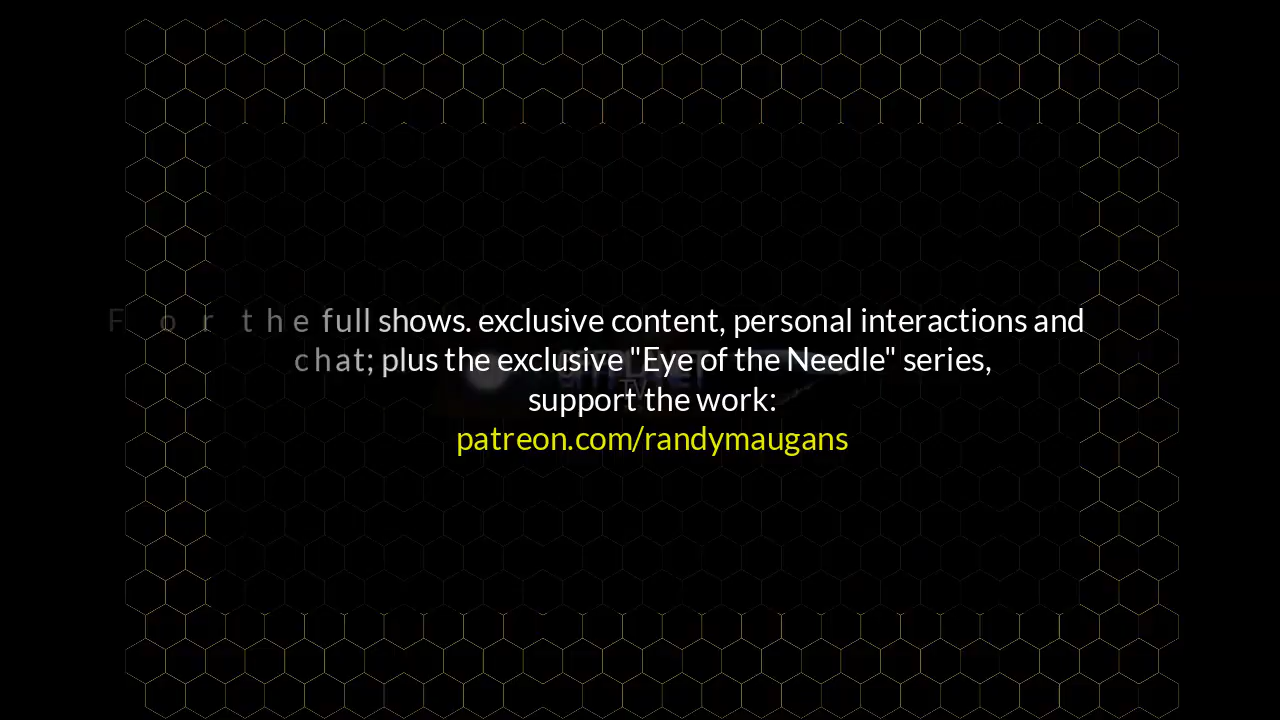 For the full shows. exclusive content, personal interactions and
chat; plus the exclusive "Eye of the Needle" series,
support the work:
patreon.com/randymaugans